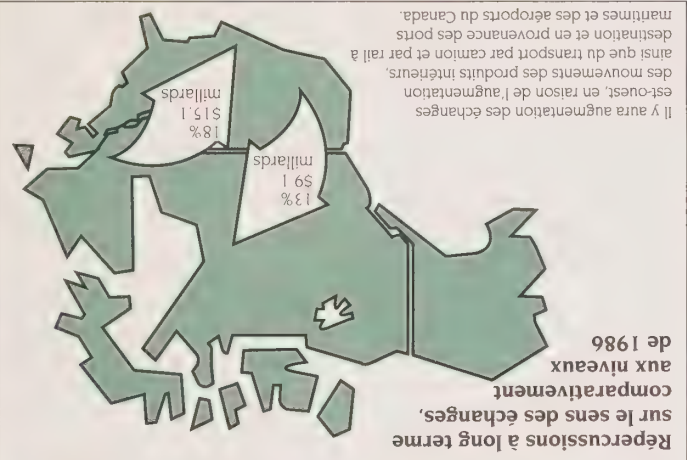 Répercussions à long terme
sur le sens des échanges,
comparativement
aux niveaux
de 1986
13%
$9 1
milliards
18%
$15.1
milliards
Il y aura augmentation des échanges
est-ouest, en raison de l'augmentation
des mouvements des produits intérieurs,
ainsi que du transport par camion et par rail à
destination et en provenance des ports
maritimes et des aéroports du Canada.